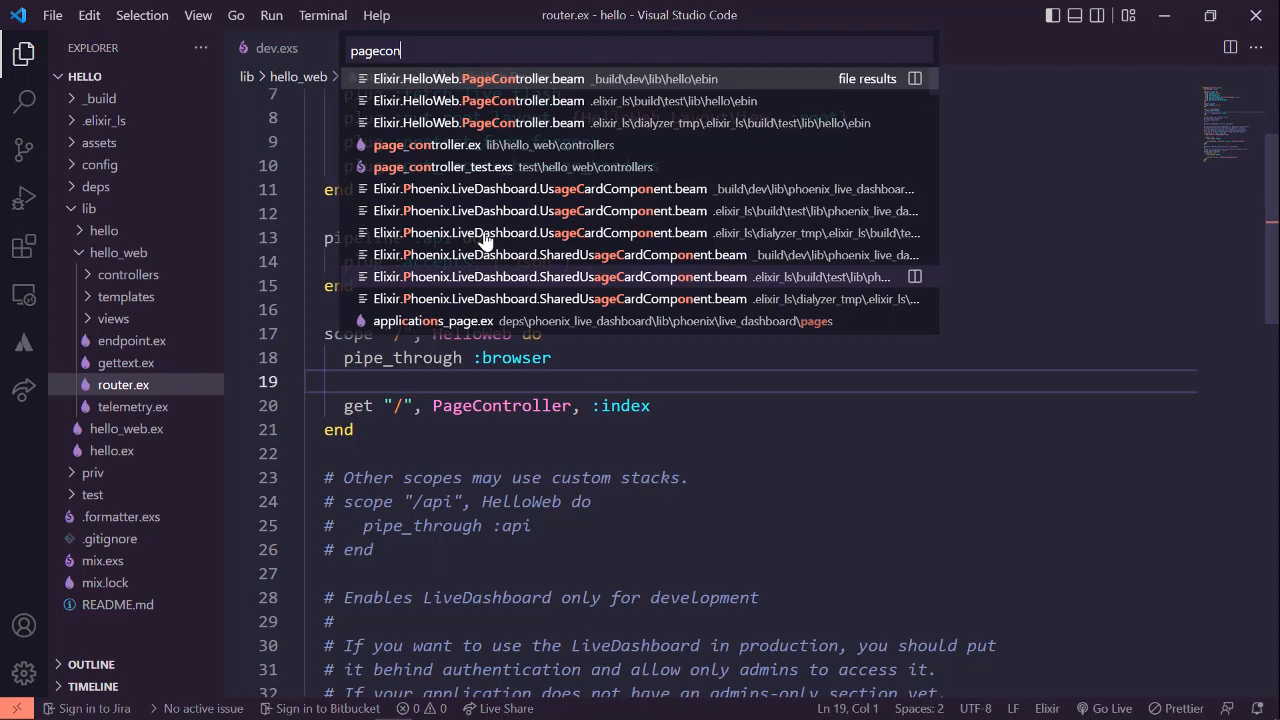 File Edit Selection View Go Run Terminal Help
router.ex - hello - Visual Studio Code
EXPLORER
HELLO
_build
.elixir_ls
assets
config
deps
lib
hello
hello_web
controllers
templates
views
endpoint.ex
gettext.ex
router.ex
telemetry.ex
hello_web.ex
hello.ex
priv
test
.formatter.exs
.gitignore
mix.exs
mix.lock
README.md
OUTLINE
TIMELINE
dev.exs
lib > hello_web >
pagecon
Elixir.HelloWeb.PageController.beam _build\dev\lib\hello\ebin file results
Elixir.HelloWeb.PageController.beam .elixir_ls\build\test\lib\hello\ebin
Elixir.HelloWeb.PageController.beam .elixir_ls\dialyzer_tmp\.elixir_ls\build\test\lib\hello\ebin
page_controller.ex lib\hello_web\controllers
page_controller_test.exs test\hello_web\controllers
Elixir.Phoenix.LiveDashboard.UsageCardComponent.beam _build\dev\lib\phoenix_live_dashboar...
Elixir.Phoenix.LiveDashboard.UsageCardComponent.beam .elixir_ls\build\test\lib\phoenix_live_da...
Elixir.Phoenix.LiveDashboard.UsageCardComponent.beam .elixir_ls\dialyzer_tmp\.elixir_ls\build\te...
Elixir.Phoenix.LiveDashboard.SharedUsageCardComponent.beam _build\dev\lib\phoenix_live_da...
Elixir.Phoenix.LiveDashboard.SharedUsageCardComponent.beam .elixir_ls\build\test\lib\ph...
Elixir.Phoenix.LiveDashboard.SharedUsageCardComponent.beam .elixir_ls\dialyzer_tmp\.elixir_ls\...
applications_page.ex deps\phoenix_live_dashboard\lib\phoenix\live_dashboard\pages
7
8
9
10
11 end
12
13 pipeline :api do
14
15 end
16
17 scope "/", HelloWeb do
18 pipe_through :browser
19
20 get "/", PageController, :index
21 end
22
23 # Other scopes may use custom stacks.
24 # scope "/api", HelloWeb do
25 #   pipe_through :api
26 # end
27
28 # Enables LiveDashboard only for development
29 #
30 # If you want to use the LiveDashboard in production, you should put
31 # it behind authentication and allow only admins to access it.
32 # If your application does not have an admins-only section yet,
Sign in to Jira No active issue Sign in to Bitbucket 0 0 Live Share
Ln 19, Col 1 Spaces: 2 UTF-8 LF Elixir Go Live Prettier